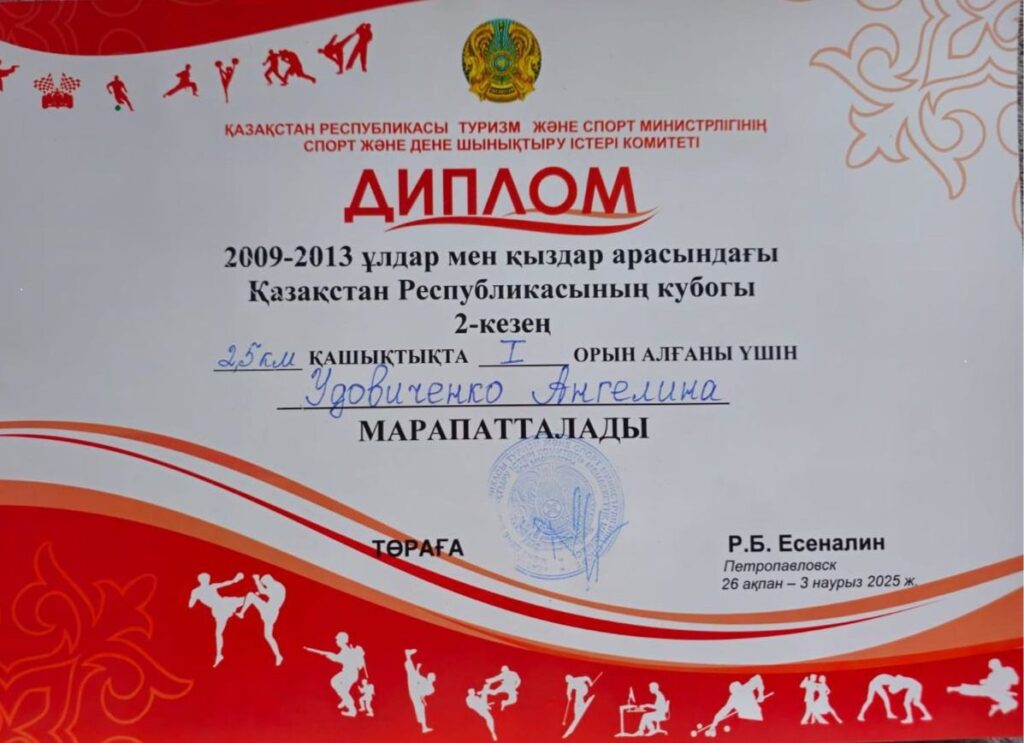 ҚАЗАҚСТАН РЕСПУБЛИКАСЫ ТУРИЗМ ЖӘНЕ СПОРТ МИНИСТРЛІГІНІҢ
СПОРТ ЖӘНЕ ДЕНЕ ШЫНЫҚТЫРУ ІСТЕРІ КОМИТЕТІ
ДИПЛОМ
2009-2013 ұлдар мен қыздар арасындағы
Қазақстан Республикасының кубогы
2-кезең
2,5 км ҚАШЫҚТЫҚТА I ОРЫН АЛҒАНЫ ҮШІН
Удовиченко Ангелина
МАРАПАТТАЛАДЫ
ТӨРАҒА
Р.Б. Есеналин
Петропавловск
26 ақпан – 3 наурыз 2025 ж.